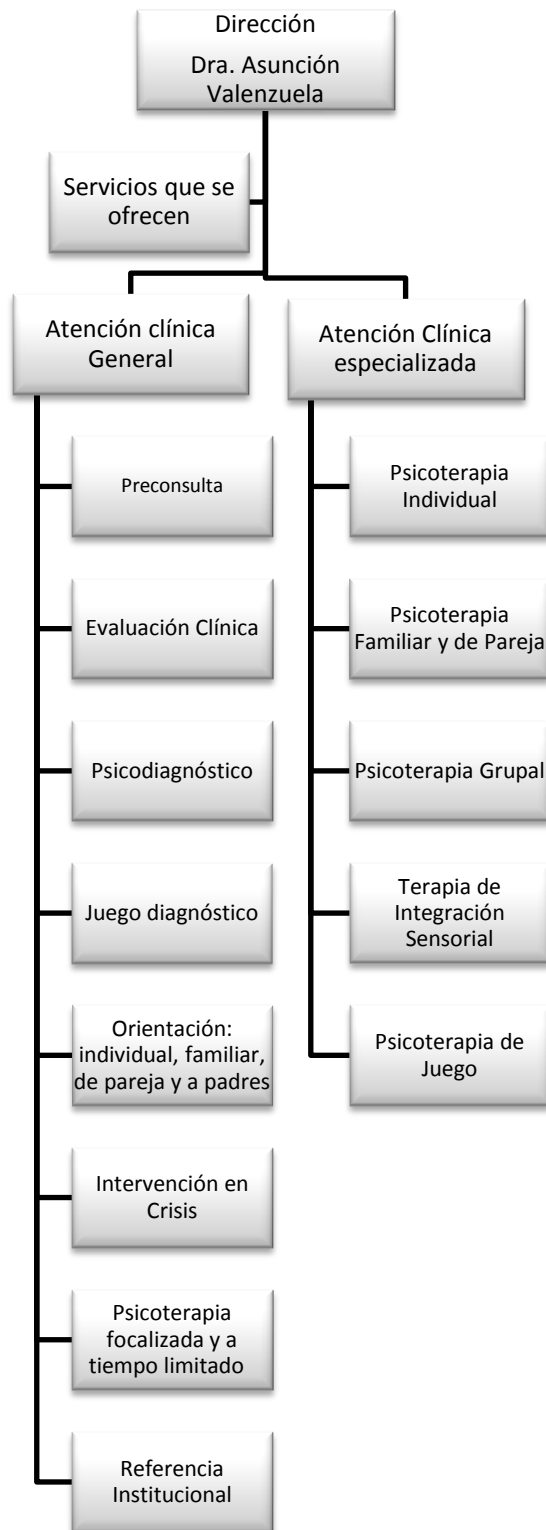 Dirección
Dra. Asunción
Valenzuela
Servicios que se
ofrecen
Atención clínica
General
Preconsulta
Evaluación Clínica
Psicodiagnóstico
Juego diagnóstico
Orientación:
individual, familiar,
de pareja y a padres
Intervención en
Crisis
Psicoterapia
focalizada y a
tiempo limitado
Referencia
Institucional
Atención Clínica
especializada
Psicoterapia
Individual
Psicoterapia
Familiar y de Pareja
Psicoterapia Grupal
Terapia de
Integración
Sensorial
Psicoterapia de
Juego